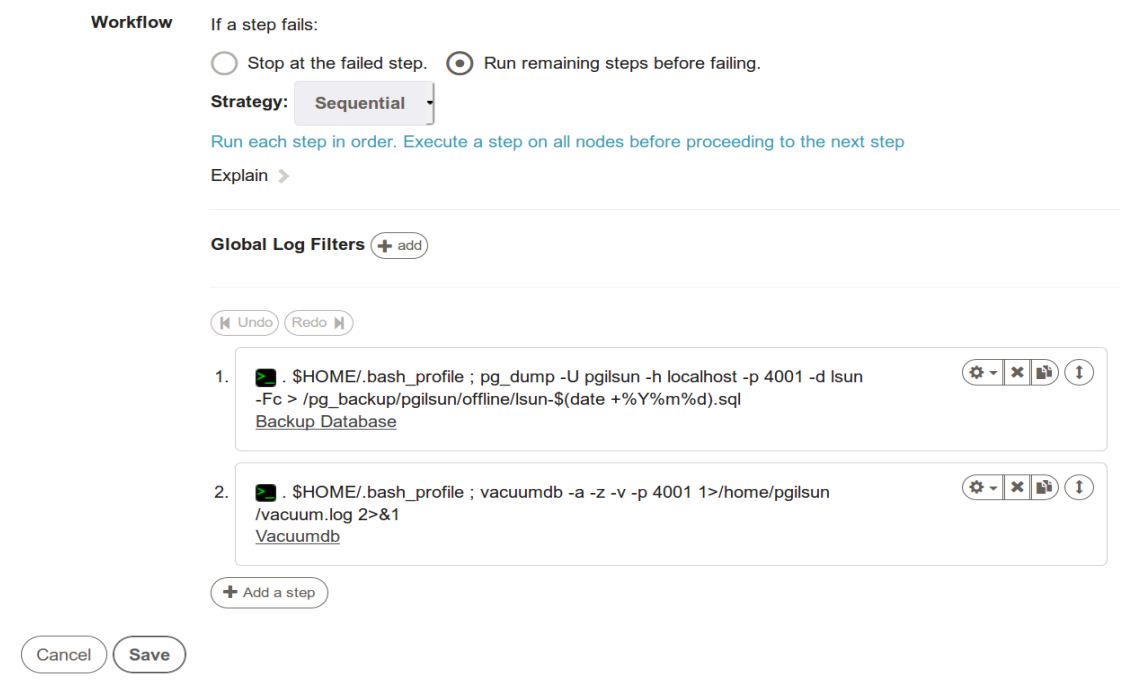 Workflow If a step fails:
Stop at the failed step. Run remaining steps before failing.
Strategy: Sequential
Run each step in order. Execute a step on all nodes before proceeding to the next step
Explain
Global Log Filters add
Undo Redo
1. >_ . $HOME/.bash_profile ; pg_dump -U pgilsun -h localhost -p 4001 -d lsun
-Fc > /pg_backup/pgilsun/offline/lsun-$(date +%Y%m%d).sql
Backup Database
2. >_ . $HOME/.bash_profile ; vacuumdb -a -z -v -p 4001 1>/home/pgilsun
/vacuum.log 2>&1
Vacuumdb
Add a step
Cancel Save